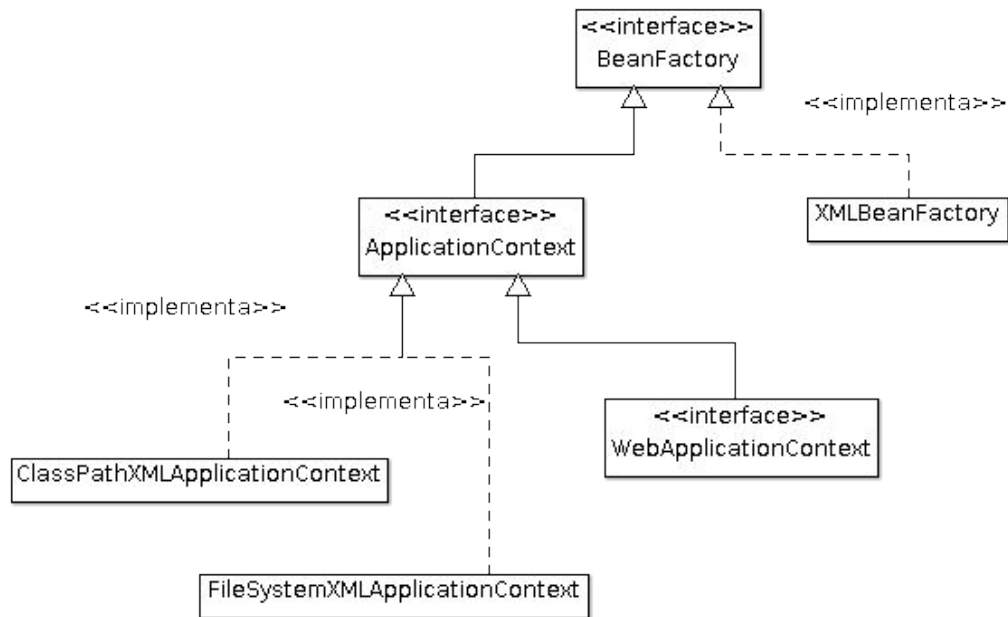 <<interface>>
BeanFactory
<<implementa>>
XMLBeanFactory
<<interface>>
ApplicationContext
<<implementa>>
<<implementa>>
<<interface>>
WebApplicationContext
ClassPathXMLApplicationContext
FileSystemXMLApplicationContext